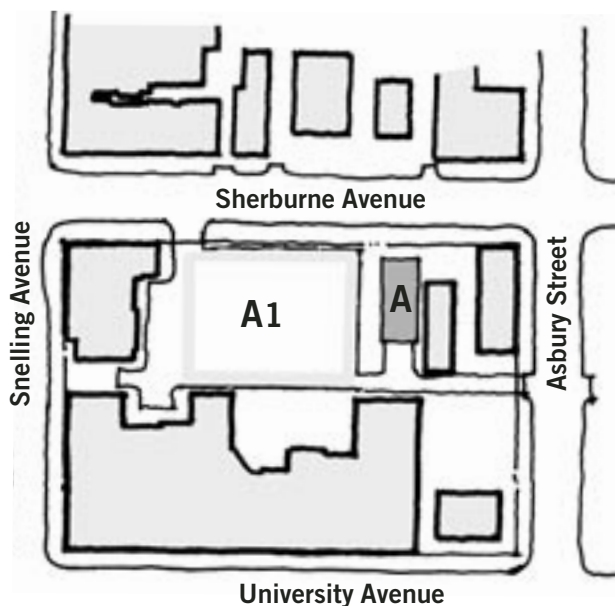 Sherburne Avenue
Snelling Avenue
A1
A
Asbury Street
University Avenue